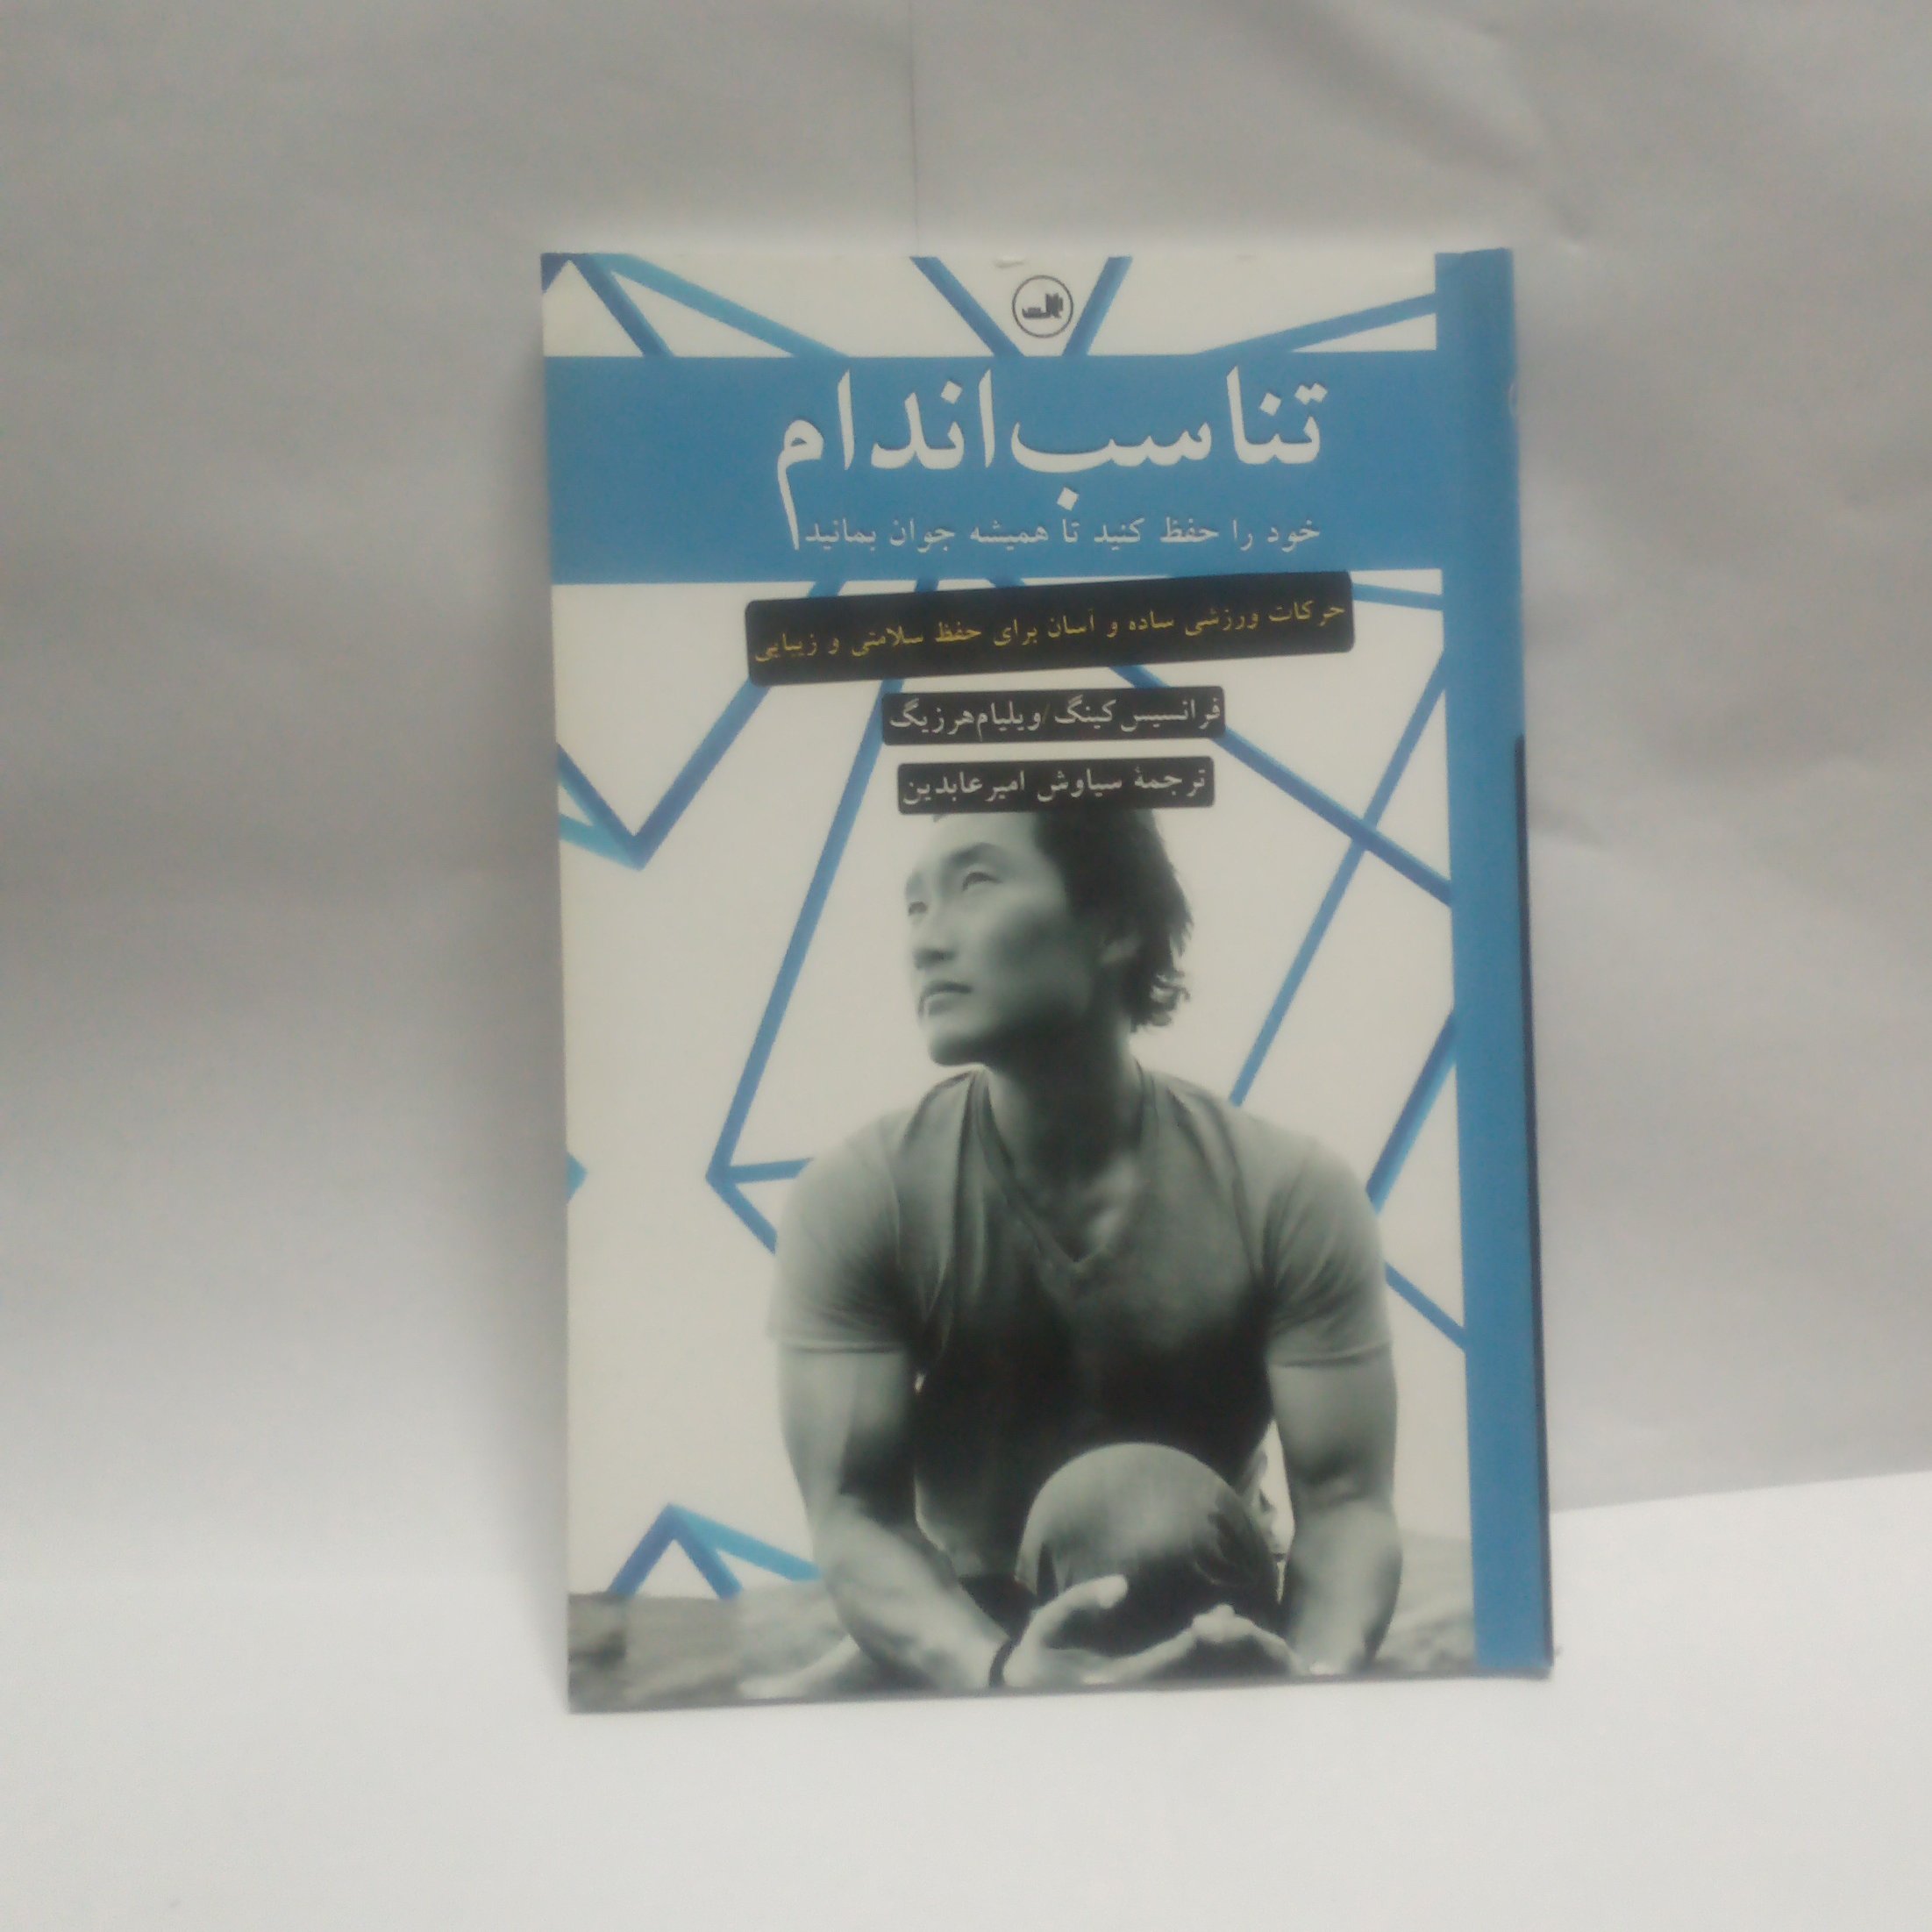 ثالث
تناسب‌اندام
خود را حفظ کنید تا همیشه جوان بمانید
حرکات ورزشی ساده و آسان برای حفظ سلامتی و زیبایی
فرانسیس کینگ/ویلیام هرزیگ
ترجمهٔ سیاوش امیرعابدین